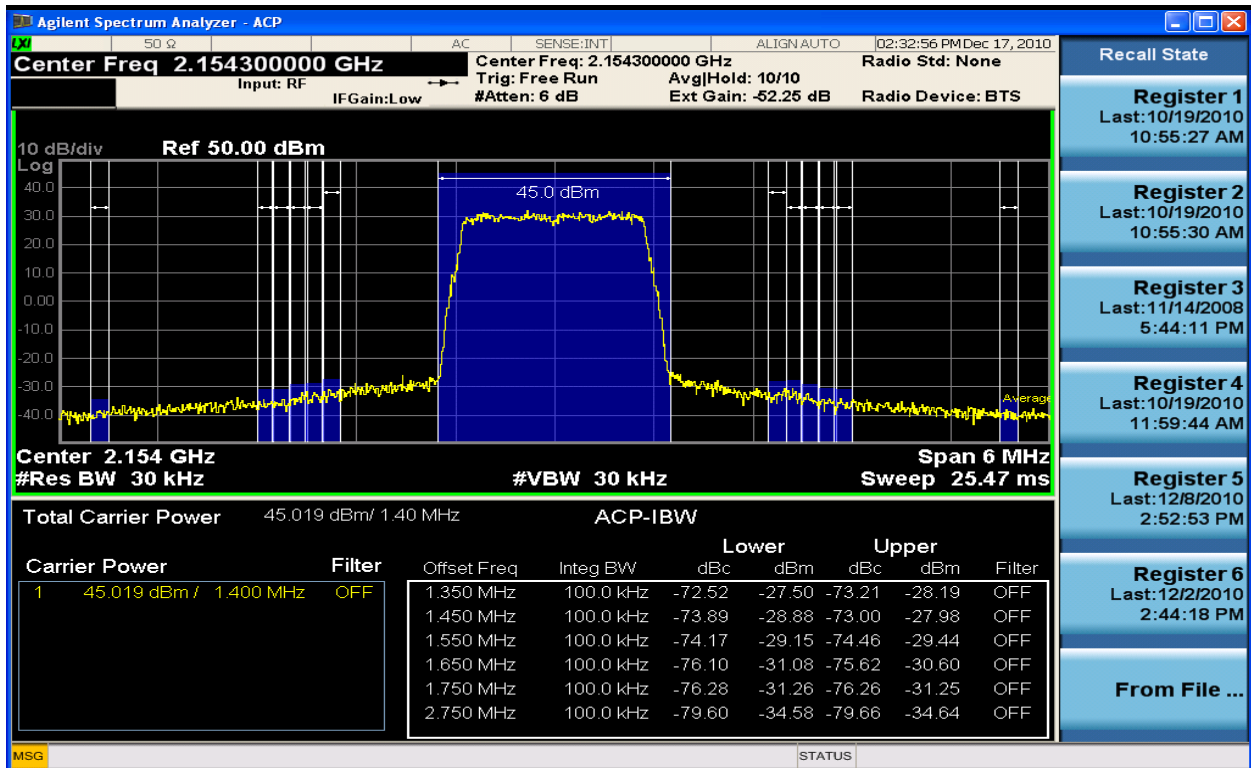 Agilent Spectrum Analyzer - ACP
LXI 50 Ω AC SENSE:INT ALIGN AUTO 02:32:56 PM Dec 17, 2010
Center Freq 2.154300000 GHz
Input: RF
IFGain:Low
Center Freq: 2.154300000 GHz
Trig: Free Run Avg|Hold: 10/10
#Atten: 6 dB Ext Gain: -52.25 dB
Radio Std: None
Radio Device: BTS
10 dB/div Ref 50.00 dBm
Log
40.0
30.0
20.0
10.0
0.00
-10.0
-20.0
-30.0
-40.0
45.0 dBm
Average
Center 2.154 GHz Span 6 MHz
#Res BW 30 kHz #VBW 30 kHz Sweep 25.47 ms
Total Carrier Power 45.019 dBm/ 1.40 MHz ACP-IBW
Lower Upper
Carrier Power Filter
1 45.019 dBm / 1.400 MHz OFF
Offset Freq Integ BW dBc dBm dBc dBm Filter
1.350 MHz 100.0 kHz -72.52 -27.50 -73.21 -28.19 OFF
1.450 MHz 100.0 kHz -73.89 -28.88 -73.00 -27.98 OFF
1.550 MHz 100.0 kHz -74.17 -29.15 -74.46 -29.44 OFF
1.650 MHz 100.0 kHz -76.10 -31.08 -75.62 -30.60 OFF
1.750 MHz 100.0 kHz -76.28 -31.26 -76.26 -31.25 OFF
2.750 MHz 100.0 kHz -79.60 -34.58 -79.66 -34.64 OFF
MSG STATUS
Recall State
Register 1
Last:10/19/2010
10:55:27 AM
Register 2
Last:10/19/2010
10:55:30 AM
Register 3
Last:11/14/2008
5:44:11 PM
Register 4
Last:10/19/2010
11:59:44 AM
Register 5
Last:12/8/2010
2:52:53 PM
Register 6
Last:12/2/2010
2:44:18 PM
From File ...